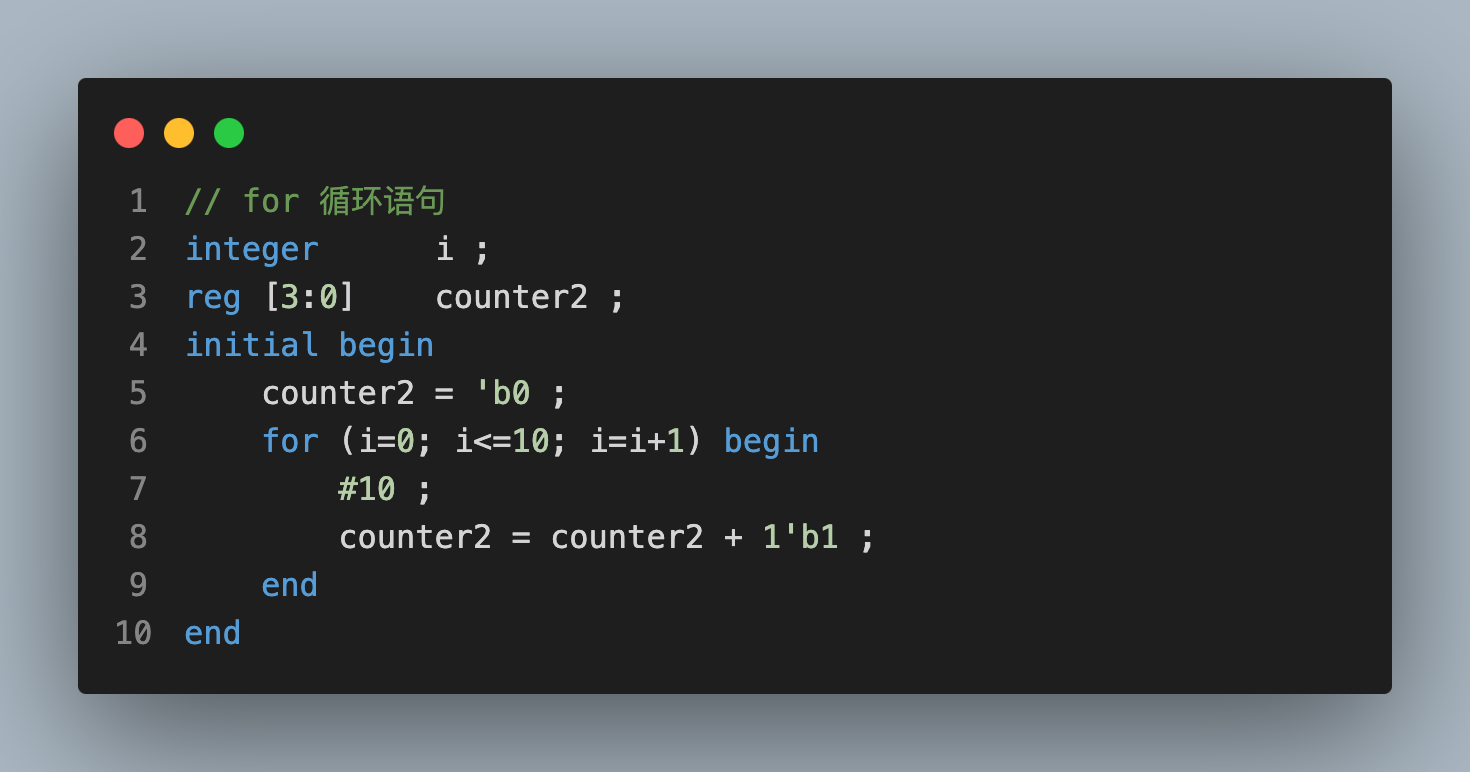 1 // for 循环语句
2 integer      i ;
3 reg [3:0]    counter2 ;
4 initial begin
5     counter2 = 'b0 ;
6     for (i=0; i<=10; i=i+1) begin
7         #10 ;
8         counter2 = counter2 + 1'b1 ;
9     end
10 end